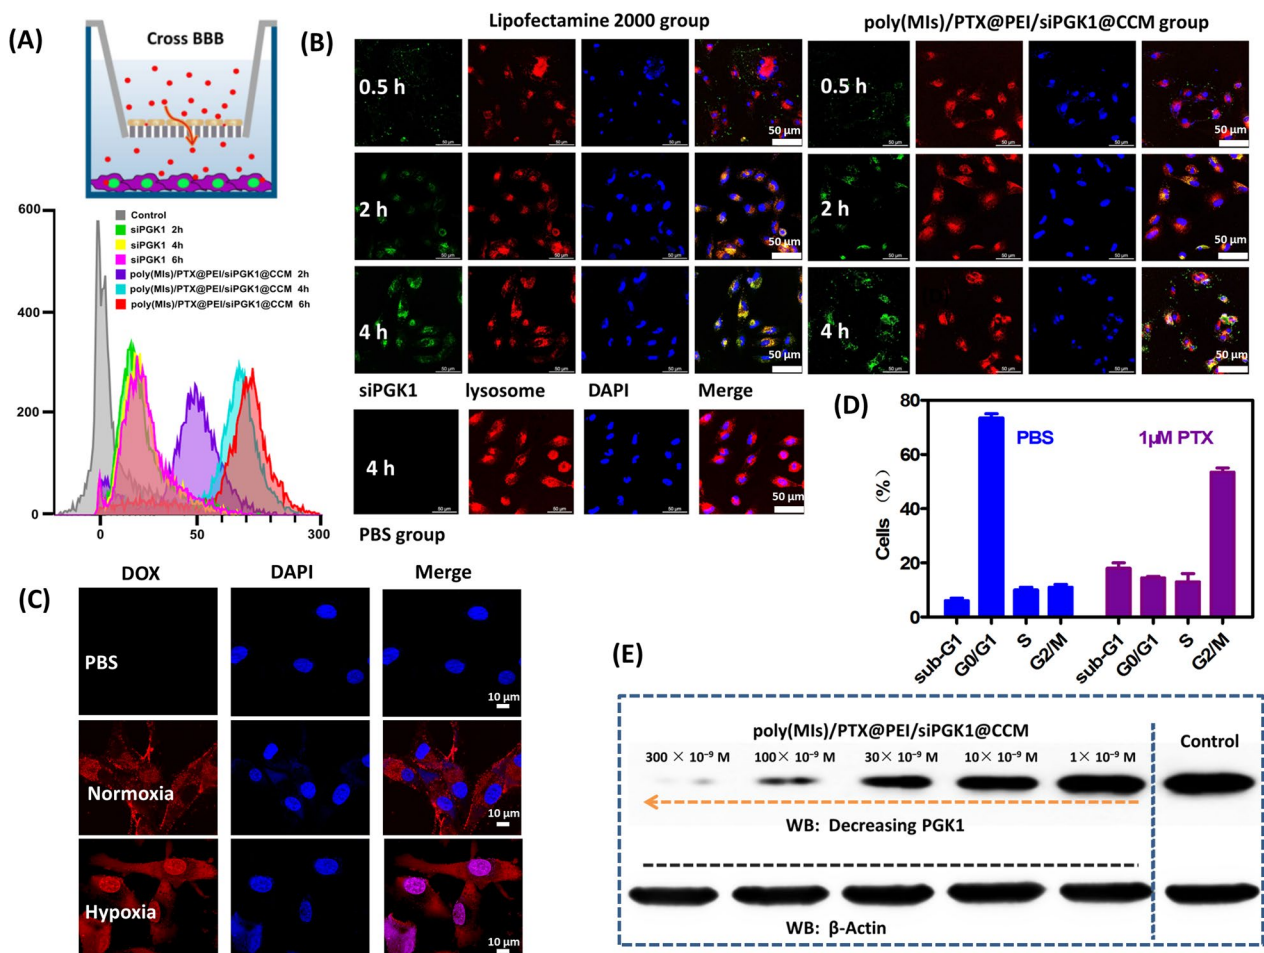 (A)
Cross BBB
600
400
200
0
0
50
300
Control
siPGK1 2h
siPGK1 4h
siPGK1 6h
poly(MIs)/PTX@PEI/siPGK1@CCM 2h
poly(MIs)/PTX@PEI/siPGK1@CCM 4h
poly(MIs)/PTX@PEI/siPGK1@CCM 6h
(B)
Lipofectamine 2000 group
poly(MIs)/PTX@PEI/siPGK1@CCM group
0.5 h
50 µm
0.5 h
50 µm
2 h
50 µm
2 h
50 µm
4 h
50 µm
4 h
50 µm
siPGK1
lysosome
DAPI
Merge
4 h
50 µm
PBS group
(C)
DOX
DAPI
Merge
PBS
10 µm
Normoxia
10 µm
Hypoxia
10 µm
(D)
80
60
40
20
0
Cells (%)
PBS
1µM PTX
sub-G1
G0/G1
S
G2/M
sub-G1
G0/G1
S
G2/M
(E)
poly(MIs)/PTX@PEI/siPGK1@CCM
Control
300 × 10⁻⁹ M
100 × 10⁻⁹ M
30 × 10⁻⁹ M
10 × 10⁻⁹ M
1 × 10⁻⁹ M
WB: Decreasing PGK1
WB: β-Actin